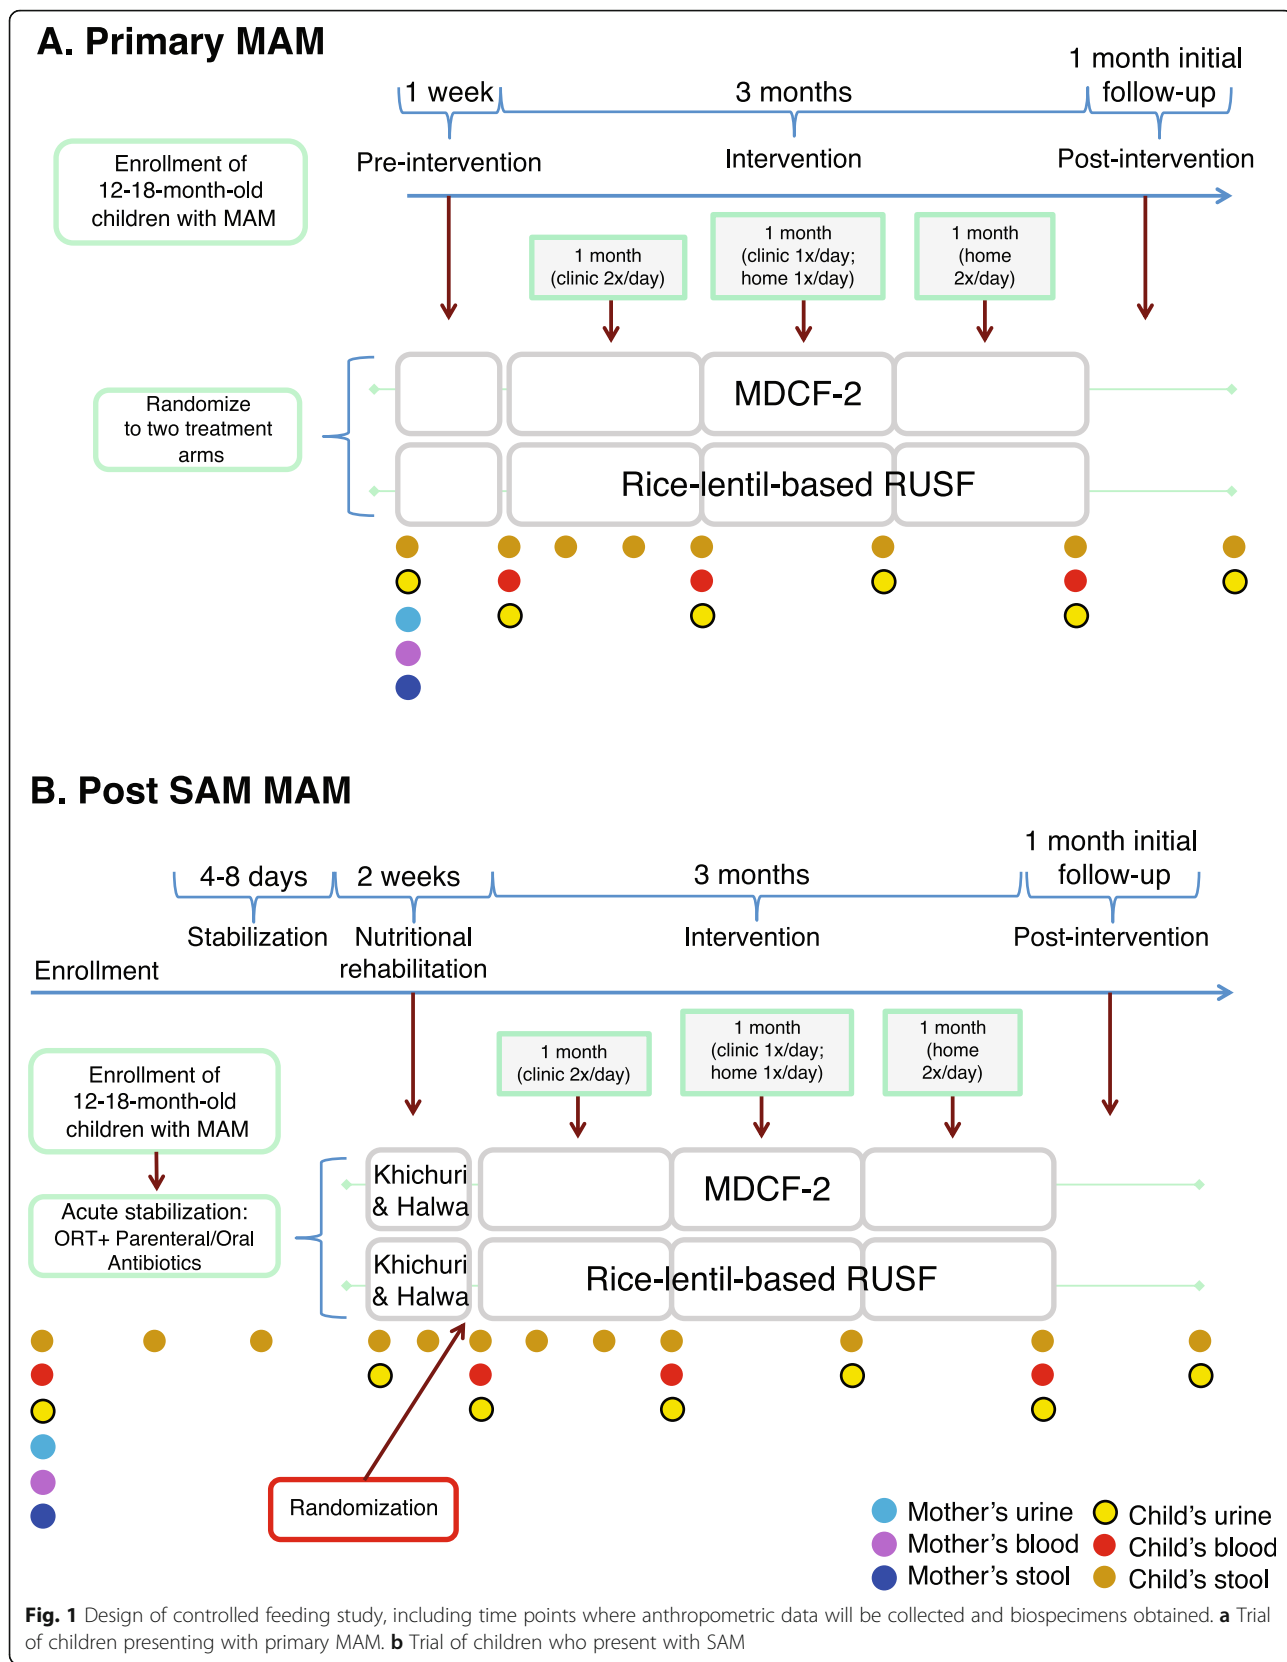 A. Primary MAM
1 week
3 months
1 month initial
follow-up
Pre-intervention
Intervention
Post-intervention
Enrollment of
12-18-month-old
children with MAM
1 month
(clinic 2x/day)
1 month
(clinic 1x/day;
home 1x/day)
1 month
(home
2x/day)
Randomize
to two treatment
arms
MDCF-2
Rice-lentil-based RUSF
B. Post SAM MAM
4-8 days
2 weeks
3 months
1 month initial
follow-up
Stabilization
Nutritional
rehabilitation
Intervention
Post-intervention
Enrollment
Enrollment of
12-18-month-old
children with MAM
1 month
(clinic 2x/day)
1 month
(clinic 1x/day;
home 1x/day)
1 month
(home
2x/day)
Acute stabilization:
ORT+ Parenteral/Oral
Antibiotics
Khichuri
& Halwa
MDCF-2
Khichuri
& Halwa
Rice-lentil-based RUSF
Randomization
Mother's urine
Mother's blood
Mother's stool
Child's urine
Child's blood
Child's stool
Fig. 1 Design of controlled feeding study, including time points where anthropometric data will be collected and biospecimens obtained. a Trial
of children presenting with primary MAM. b Trial of children who present with SAM